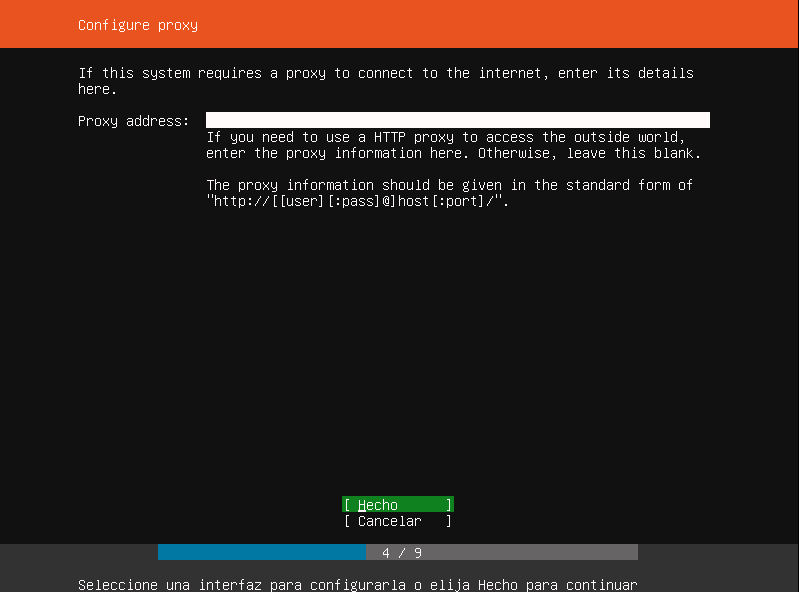 Configure proxy
If this system requires a proxy to connect to the internet, enter its details
here.
Proxy address:
If you need to use a HTTP proxy to access the outside world,
enter the proxy information here. Otherwise, leave this blank.
The proxy information should be given in the standard form of
"http://[[user][:pass]@]host[:port]/".
[ Hecho ]
[ Cancelar ]
4 / 9
Seleccione una interfaz para configurarla o elija Hecho para continuar